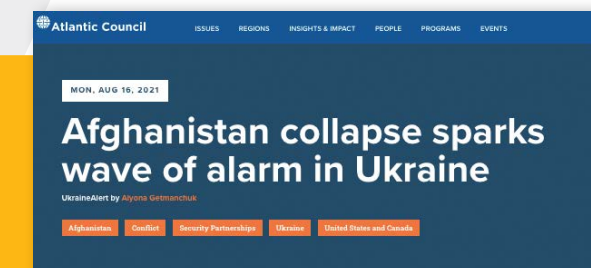 Atlantic Council
ISSUES REGIONS INSIGHTS & IMPACT PEOPLE PROGRAMS EVENTS
MON, AUG 16, 2021
Afghanistan collapse sparks
wave of alarm in Ukraine
UkraineAlert by Alyona Getmanchuk
Afghanistan Conflict Security Partnerships Ukraine United States and Canada